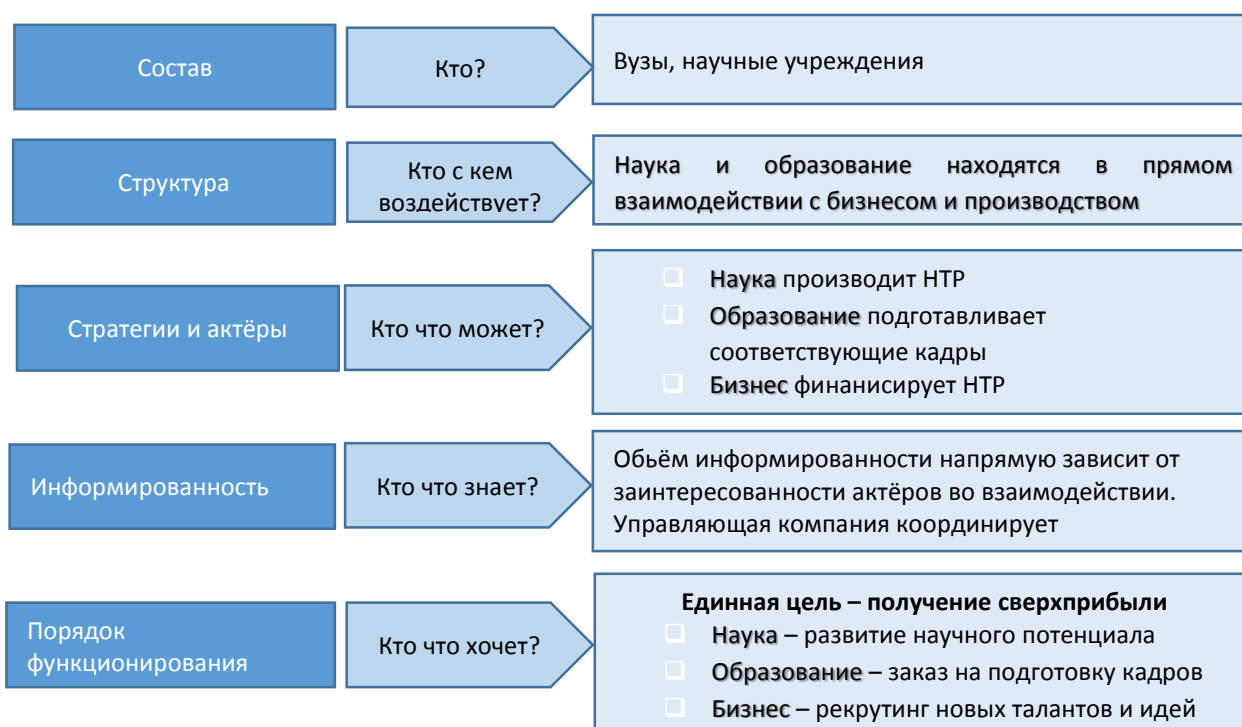 Состав
Кто?
Вузы, научные учреждения
Структура
Кто с кем
воздействует?
Наука и образование находятся в прямом
взаимодействии с бизнесом и производством
Стратегии и актёры
Кто что может?
Наука производит НТР
Образование подготавливает
соответствующие кадры
Бизнес финанисирует НТР
Информированность
Кто что знает?
Обьём информированности напрямую зависит от
заинтересованности актёров во взаимодействии.
Управляющая компания координирует
Порядок
функционирования
Кто что хочет?
Единная цель – получение сверхприбыли
Наука – развитие научного потенциала
Образование – заказ на подготовку кадров
Бизнес – рекрутинг новых талантов и идей